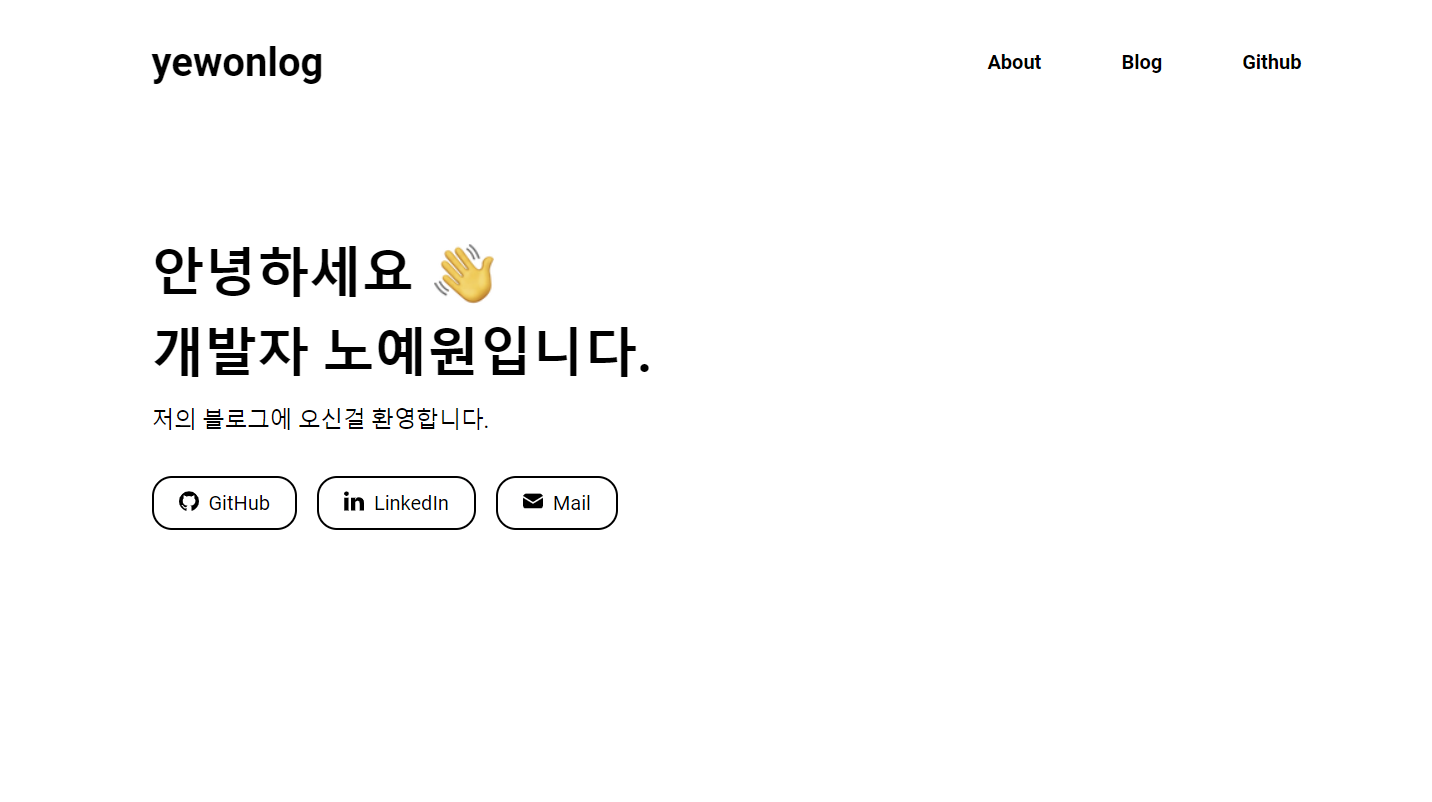 yewonlog
About Blog Github
안녕하세요 👋
개발자 노예원입니다.
저의 블로그에 오신걸 환영합니다.
GitHub LinkedIn Mail